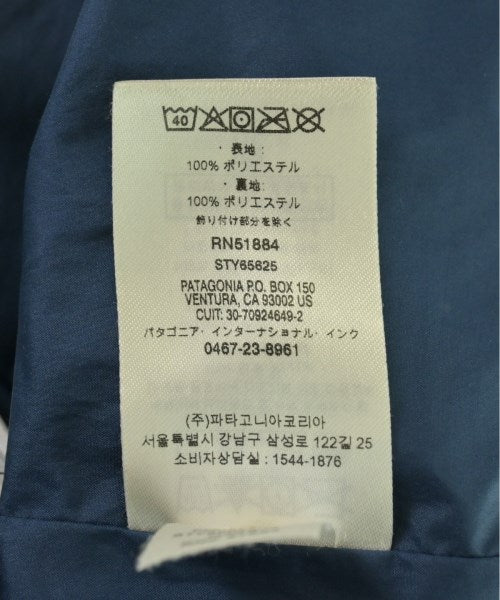 40
・表地：
100% ポリエステル
・裏地：
100% ポリエステル
飾り付け部分を除く
RN51884
STY65625
PATAGONIA P.O. BOX 150
VENTURA, CA 93002 US
CUIT: 30-70924649-2
パタゴニア・インターナショナル・インク
0467-23-8961
(주)파타고니아코리아
서울특별시 강남구 삼성로 122길 25
소비자상담실 : 1544-1876